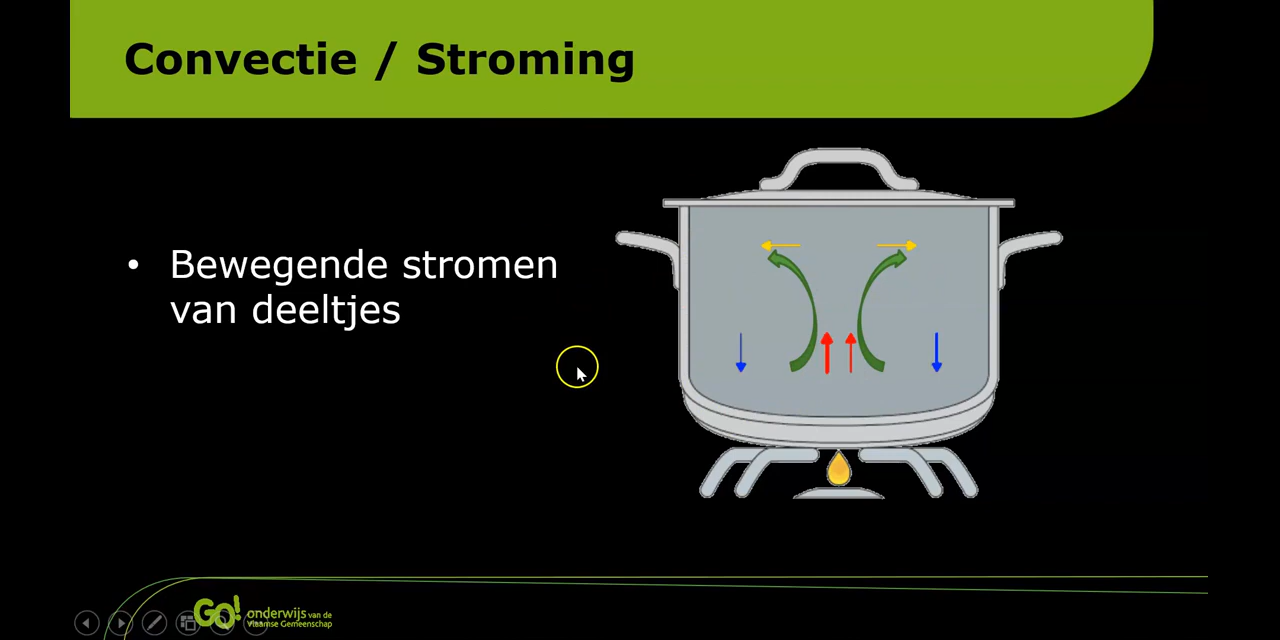 Convectie / Stroming
• Bewegende stromen
van deeltjes
GO! onderwijs van de
Vlaamse Gemeenschap